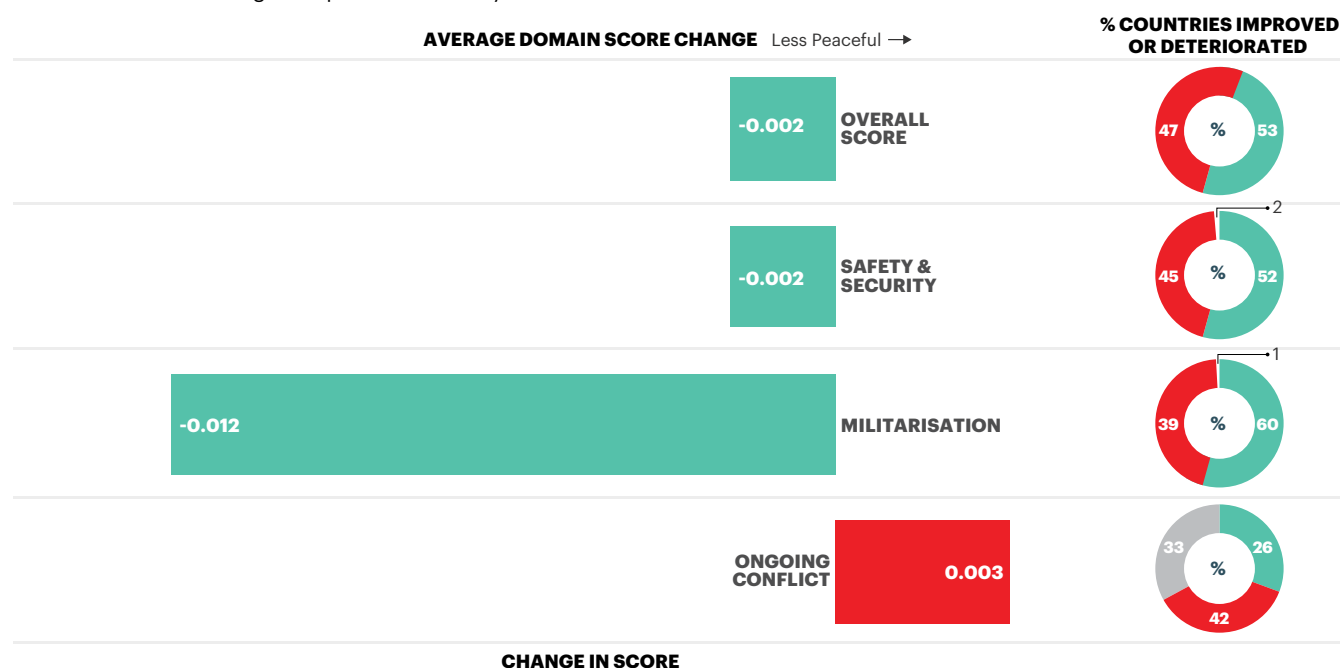 AVERAGE DOMAIN SCORE CHANGE Less Peaceful →
% COUNTRIES IMPROVED
OR DETERIORATED
-0.002
OVERALL
SCORE
47 % 53
-0.002
SAFETY &
SECURITY
2
45 % 52
-0.012
MILITARISATION
1
39 % 60
ONGOING
CONFLICT
0.003
33 26
%
42
CHANGE IN SCORE